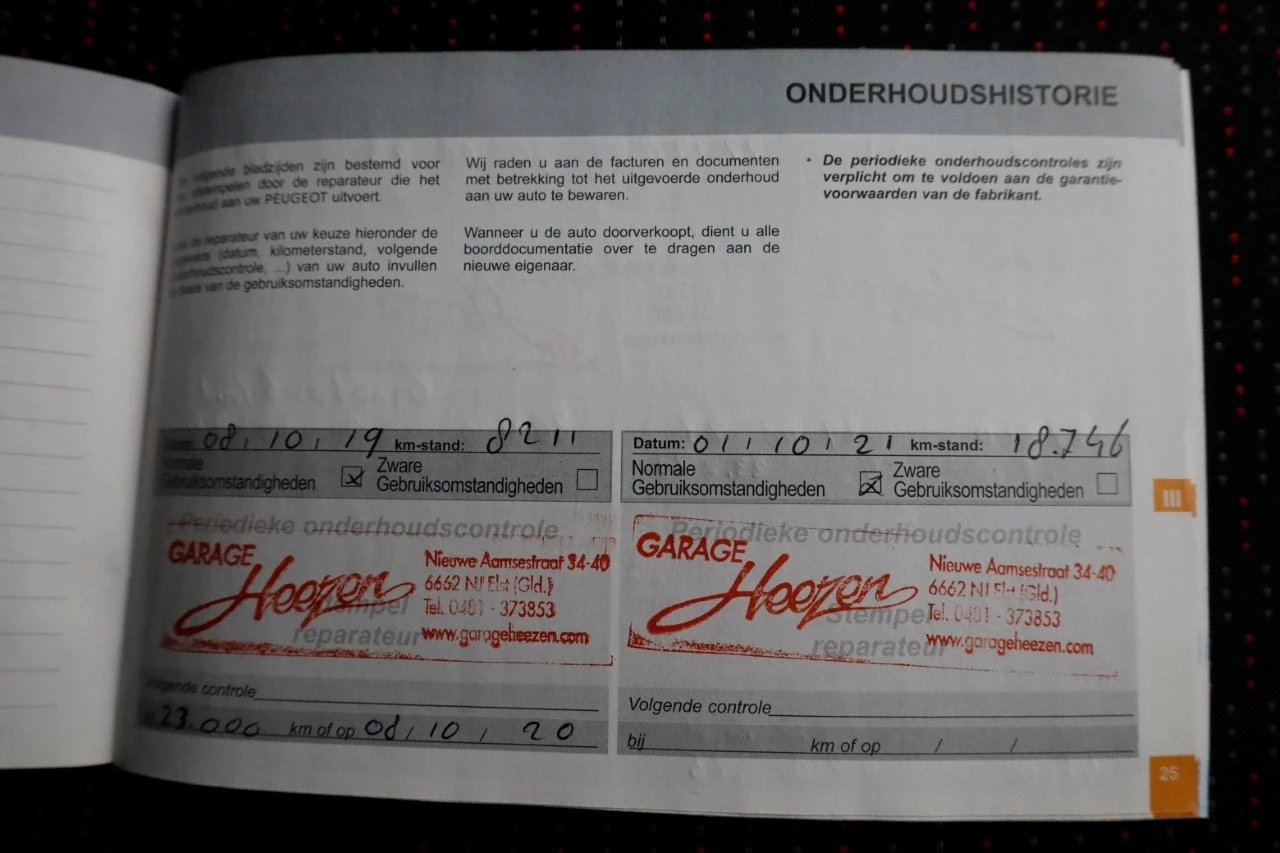 ONDERHOUDSHISTORIE
volgende bladzijden zijn bestemd voor
door de reparateur die het
aan uw PEUGEOT uitvoert.
de reparateur van uw keuze hieronder de
(datum, kilometerstand, volgende
...) van uw auto invullen
van de gebruiksomstandigheden.
Wij raden u aan de facturen en documenten
met betrekking tot het uitgevoerde onderhoud
aan uw auto te bewaren.
Wanneer u de auto doorverkoopt, dient u alle
boorddocumentatie over te dragen aan de
nieuwe eigenaar.
• De periodieke onderhoudscontroles zijn
verplicht om te voldoen aan de garantie-
voorwaarden van de fabrikant.
08 / 10 / 19 km-stand: 8211
Normale
Gebruiksomstandigheden
Zware
Gebruiksomstandigheden
Periodieke onderhoudscontrole
GARAGE
Heezen
Nieuwe Aamsestraat 34-40
6662 NJ Elst (Gld.)
Tel. 0481 - 373853
www.garageheezen.com
stempel
reparateur
Volgende controle
23.000 km of op 08 / 10 / 20
Datum: 01 / 10 / 21 km-stand: 18.746
Normale
Gebruiksomstandigheden
Zware
Gebruiksomstandigheden
Periodieke onderhoudscontrole
GARAGE
Heezen
Nieuwe Aamsestraat 34-40
6662 NJ Elst (Gld.)
Tel. 0481 - 373853
www.garageheezen.com
Stempel
reparateur
Volgende controle
bij km of op / /
III
25